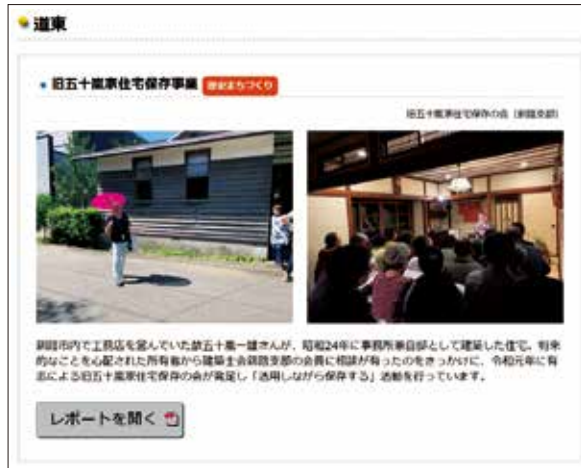 道東
旧五十嵐家住宅保存事業 歴史まちづくり
旧五十嵐家住宅保存の会（釧路支部）
釧路市内で工務店を営んでいた故五十嵐一雄さんが、昭和24年に事務所兼自邸として建築した住宅。将来
的なことを心配された所有者から建築士会釧路支部の会員に相談が有ったのをきっかけに、令和元年に有
志による旧五十嵐家住宅保存の会が発足し「活用しながら保存する」活動を行っています。
レポートを開く